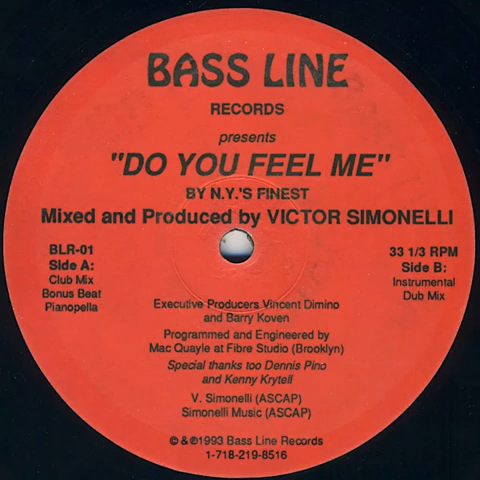 BASS LINE
RECORDS
presents
"DO YOU FEEL ME"
BY N.Y.'S FINEST
Mixed and Produced by VICTOR SIMONELLI
BLR-01
Side A:
Club Mix
Bonus Beat
Pianopella
33 1/3 RPM
Side B:
Instrumental
Dub Mix
Executive Producers Vincent Dimino
and Barry Koven
Programmed and Engineered by
Mac Quayle at Fibre Studio (Brooklyn)
Special thanks too Dennis Pino
and Kenny Krytell
V. Simonelli (ASCAP)
Simonelli Music (ASCAP)
© & ℗1993 Bass Line Records
1-718-219-8516